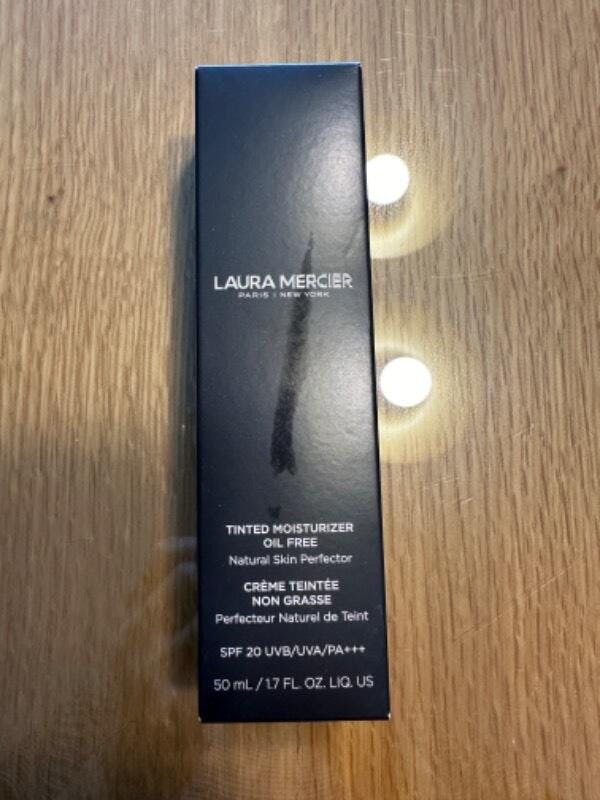 LAURA MERCIER
PARIS | NEW YORK
TINTED MOISTURIZER
OIL FREE
Natural Skin Perfector
CRÈME TEINTÉE
NON GRASSE
Perfecteur Naturel de Teint
SPF 20 UVB/UVA/PA+++
50 mL / 1.7 FL. OZ. LIQ. US